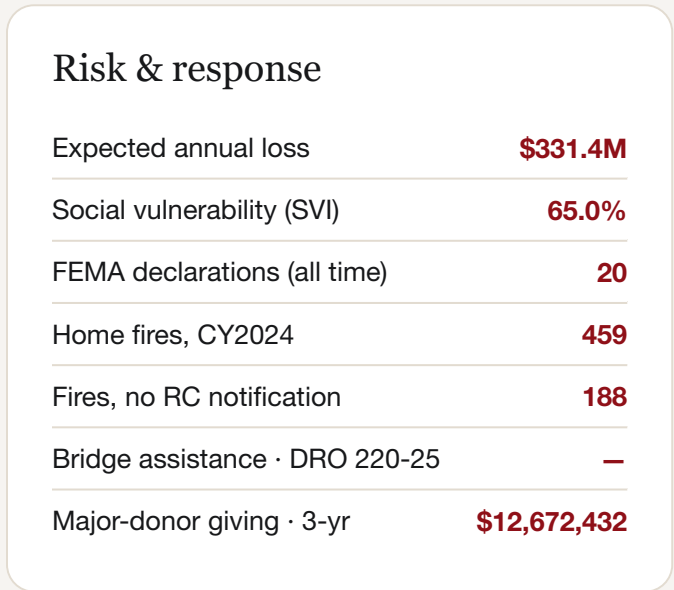 Risk & response
Expected annual loss $331.4M
Social vulnerability (SVI) 65.0%
FEMA declarations (all time) 20
Home fires, CY2024 459
Fires, no RC notification 188
Bridge assistance · DRO 220-25 —
Major-donor giving · 3-yr $12,672,432